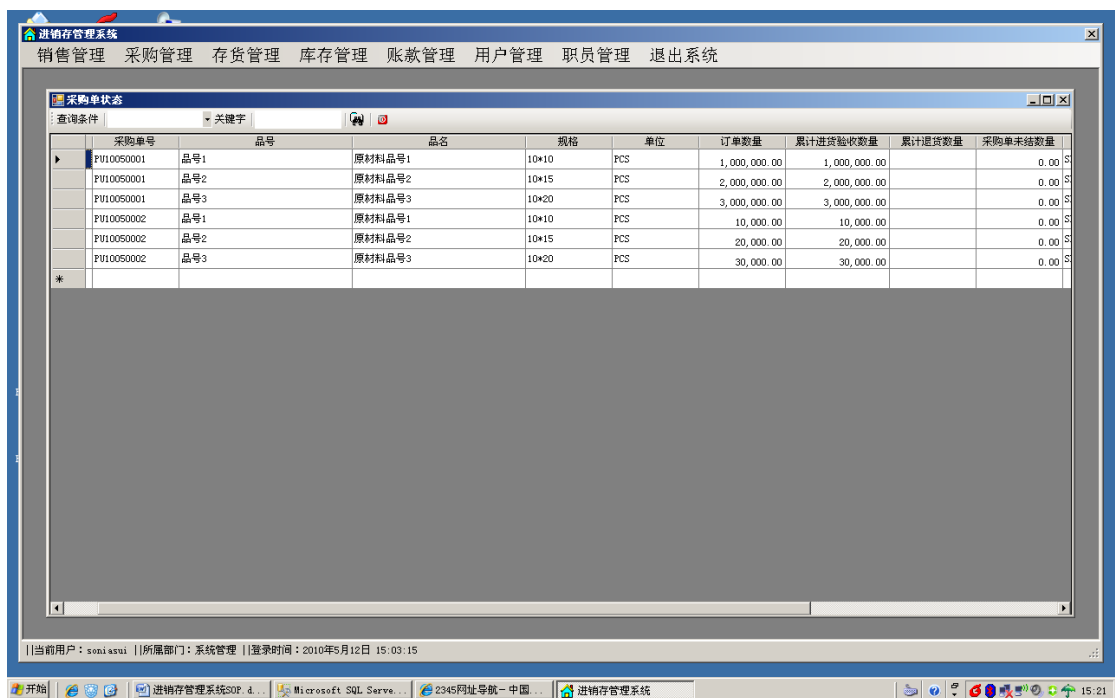 进销存管理系统
销售管理 采购管理 存货管理 库存管理 账款管理 用户管理 职员管理 退出系统
采购单状态
查询条件 关键字
采购单号 品号 品名 规格 单位 订单数量 累计进货验收数量 累计退货数量 采购单未结数量
PU10050001 品号1 原材料品号1 10*10 PCS 1,000,000.00 1,000,000.00 0.00
PU10050001 品号2 原材料品号2 10*15 PCS 2,000,000.00 2,000,000.00 0.00
PU10050001 品号3 原材料品号3 10*20 PCS 3,000,000.00 3,000,000.00 0.00
PU10050002 品号1 原材料品号1 10*10 PCS 10,000.00 10,000.00 0.00
PU10050002 品号2 原材料品号2 10*15 PCS 20,000.00 20,000.00 0.00
PU10050002 品号3 原材料品号3 10*20 PCS 30,000.00 30,000.00 0.00
||当前用户：soniasui ||所属部门：系统管理 ||登录时间：2010年5月12日 15:03:15
开始 进销存管理系统SOP.d... Microsoft SQL Serve... 2345网址导航－中国... 进销存管理系统 15:21